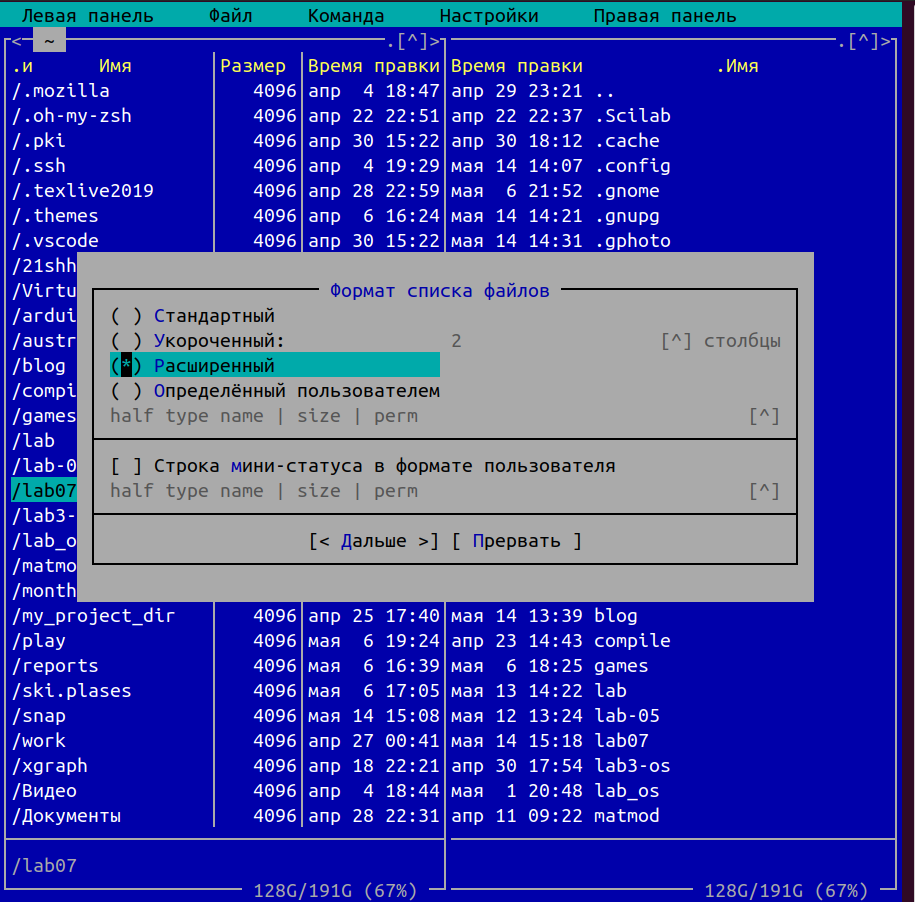 Левая панель Файл Команда Настройки Правая панель
< ~ .[^]> .[^]>
.и Имя Размер Время правки Время правки .Имя
/.mozilla 4096 апр 4 18:47 апр 29 23:21 ..
/.oh-my-zsh 4096 апр 22 22:51 апр 22 22:37 .Scilab
/.pki 4096 апр 30 15:22 апр 30 18:12 .cache
/.ssh 4096 апр 4 19:29 мая 14 14:07 .config
/.texlive2019 4096 апр 28 22:59 мая 6 21:52 .gnome
/.themes 4096 апр 6 16:24 мая 14 14:21 .gnupg
/.vscode 4096 апр 30 15:22 мая 14 14:31 .gphoto
/21shh
/Virtu Формат списка файлов
/ardui ( ) Стандартный
/austr ( ) Укороченный: 2 [^] столбцы
/blog (*) Расширенный
/compi ( ) Определённый пользователем
/games half type name | size | perm [^]
/lab
/lab-0 [ ] Строка мини-статуса в формате пользователя
/lab07 half type name | size | perm [^]
/lab3-
/lab_o [< Дальше >] [ Прервать ]
/matmo
/month
/my_project_dir 4096 апр 25 17:40 мая 14 13:39 blog
/play 4096 мая 6 19:24 апр 23 14:43 compile
/reports 4096 мая 6 16:39 мая 6 18:25 games
/ski.plases 4096 мая 6 17:05 мая 13 14:22 lab
/snap 4096 мая 14 15:08 мая 12 13:24 lab-05
/work 4096 апр 27 00:41 мая 14 15:18 lab07
/xgraph 4096 апр 18 22:21 апр 30 17:54 lab3-os
/Видео 4096 апр 4 18:44 мая 1 20:48 lab_os
/Документы 4096 апр 28 22:31 апр 11 09:22 matmod
/lab07
128G/191G (67%) 128G/191G (67%)